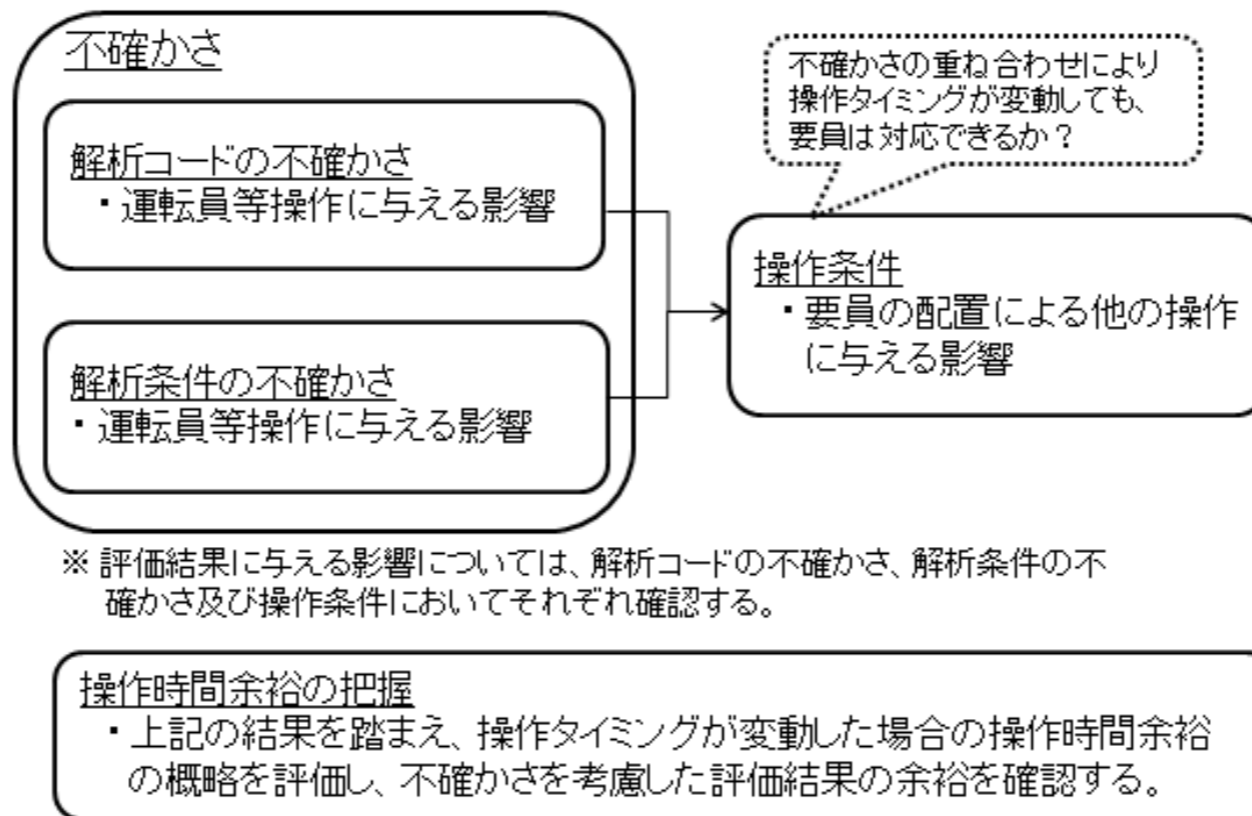 不確かさ
解析コードの不確かさ
・運転員等操作に与える影響
解析条件の不確かさ
・運転員等操作に与える影響
不確かさの重ね合わせにより
操作タイミングが変動しても、
要員は対応できるか？
操作条件
・要員の配置による他の操作
に与える影響
※ 評価結果に与える影響については、解析コードの不確かさ、解析条件の不
確かさ及び操作条件においてそれぞれ確認する。
操作時間余裕の把握
・上記の結果を踏まえ、操作タイミングが変動した場合の操作時間余裕
の概略を評価し、不確かさを考慮した評価結果の余裕を確認する。